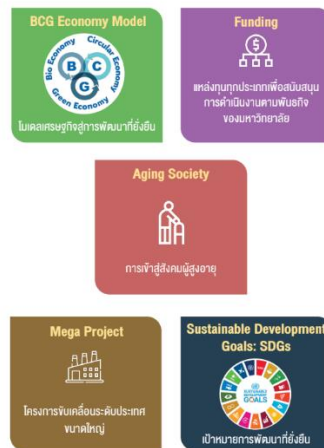 BCG Economy Model
Bio Economy
Circular Economy
B C
G
Green Economy
โมเดลเศรษฐกิจสู่การพัฒนาที่ยั่งยืน
Funding
แหล่งทุนทุกประเภทเพื่อสนับสนุน
การดำเนินงานตามพันธกิจ
ของมหาวิทยาลัย
Aging Society
การเข้าสู่สังคมผู้สูงอายุ
Mega Project
โครงการขับเคลื่อนระดับประเทศ
ขนาดใหญ่
Sustainable Development
Goals: SDGs
SUSTAINABLE
DEVELOPMENT
GOALS
เป้าหมายการพัฒนาที่ยั่งยืน